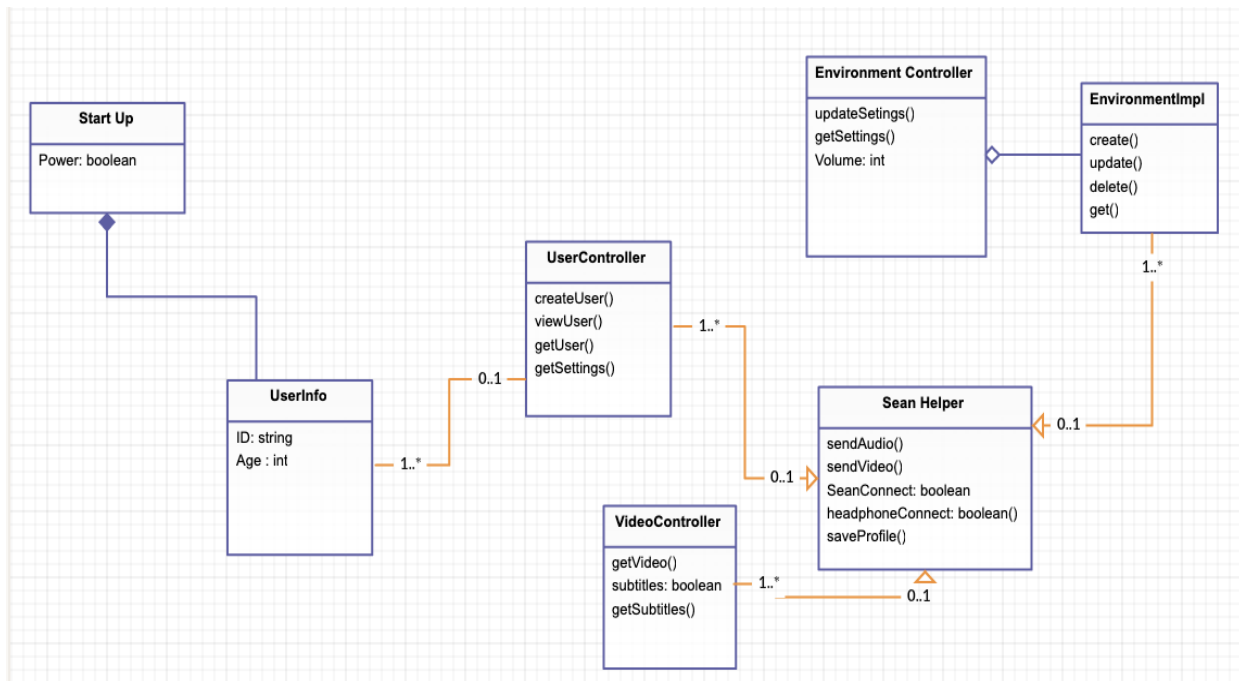 Start Up
Power: boolean
Environment Controller
updateSetings()
getSettings()
Volume: int
EnvironmentImpl
create()
update()
delete()
get()
1..*
UserController
createUser()
viewUser()
getUser()
getSettings()
1..*
0..1
UserInfo
ID: string
Age : int
1..*
0..1
Sean Helper
sendAudio()
sendVideo()
SeanConnect: boolean
headphoneConnect: boolean()
saveProfile()
0..1
VideoController
getVideo()
subtitles: boolean
getSubtitles()
1..*
0..1